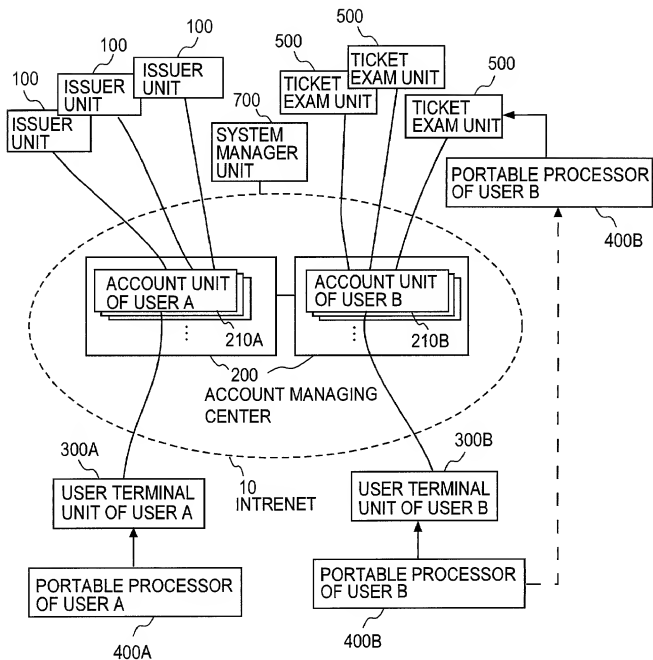 100
100
100
ISSUER
UNIT
ISSUER
UNIT
ISSUER
UNIT
500
500
500
TICKET
EXAM UNIT
TICKET
EXAM UNIT
TICKET
EXAM UNIT
700
SYSTEM
MANAGER
UNIT
PORTABLE PROCESSOR
OF USER B
400B
ACCOUNT UNIT
OF USER A
210A
ACCOUNT UNIT
OF USER B
210B
200
ACCOUNT MANAGING
CENTER
10
INTRENET
300A
USER TERMINAL
UNIT OF USER A
300B
USER TERMINAL
UNIT OF USER B
PORTABLE PROCESSOR
OF USER A
400A
PORTABLE PROCESSOR
OF USER B
400B